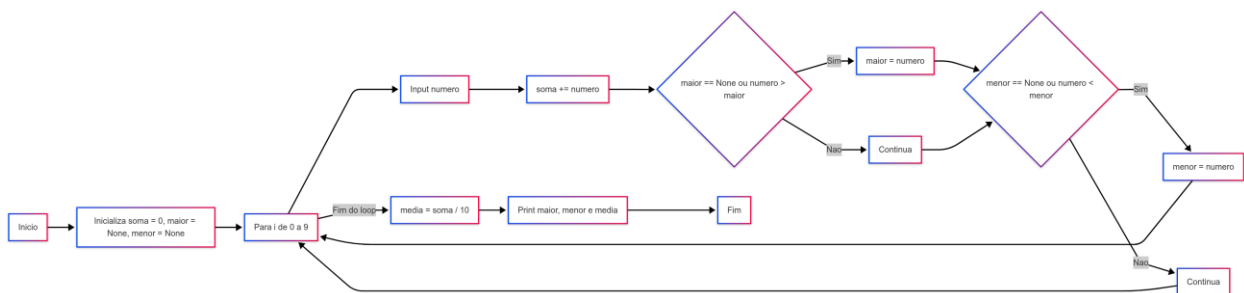 Início
Inicializa soma = 0, maior =
None, menor = None
Para i de 0 a 9
Input numero
soma += numero
maior == None ou numero >
maior
Sim
maior = numero
Nao
Continua
menor == None ou numero <
menor
Sim
menor = numero
Nao
Continua
Fim do loop
media = soma / 10
Print maior, menor e media
Fim